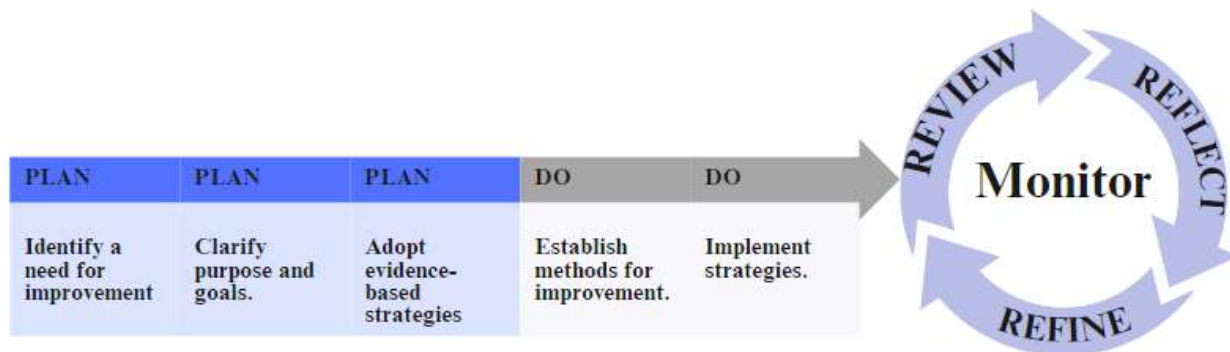 PLAN
PLAN
PLAN
DO
DO
Identify a
need for
improvement
Clarify
purpose and
goals.
Adopt
evidence-
based
strategies
Establish
methods for
improvement.
Implement
strategies.
REVIEW
REFLECT
Monitor
REFINE